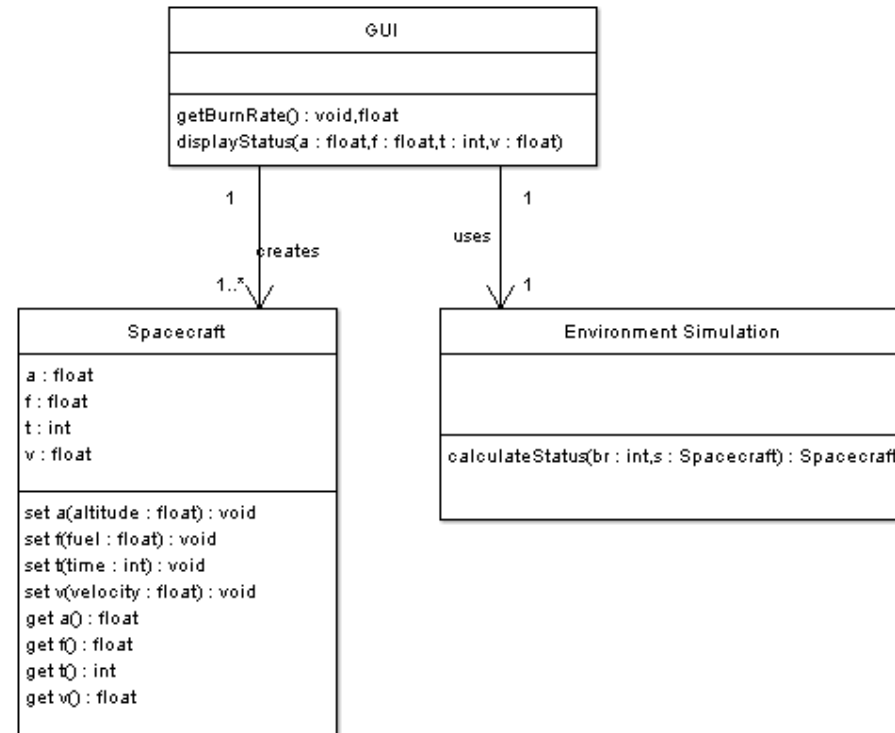 GUI
getBurnRate() : void,float
displayStatus(a : float,f : float,t : int,v : float)
1
1
creates
uses
1..*
1
Spacecraft
a : float
f : float
t : int
v : float
set a(altitude : float) : void
set f(fuel : float) : void
set t(time : int) : void
set v(velocity : float) : void
get a() : float
get f() : float
get t() : int
get v() : float
Environment Simulation
calculateStatus(br : int,s : Spacecraft) : Spacecraft